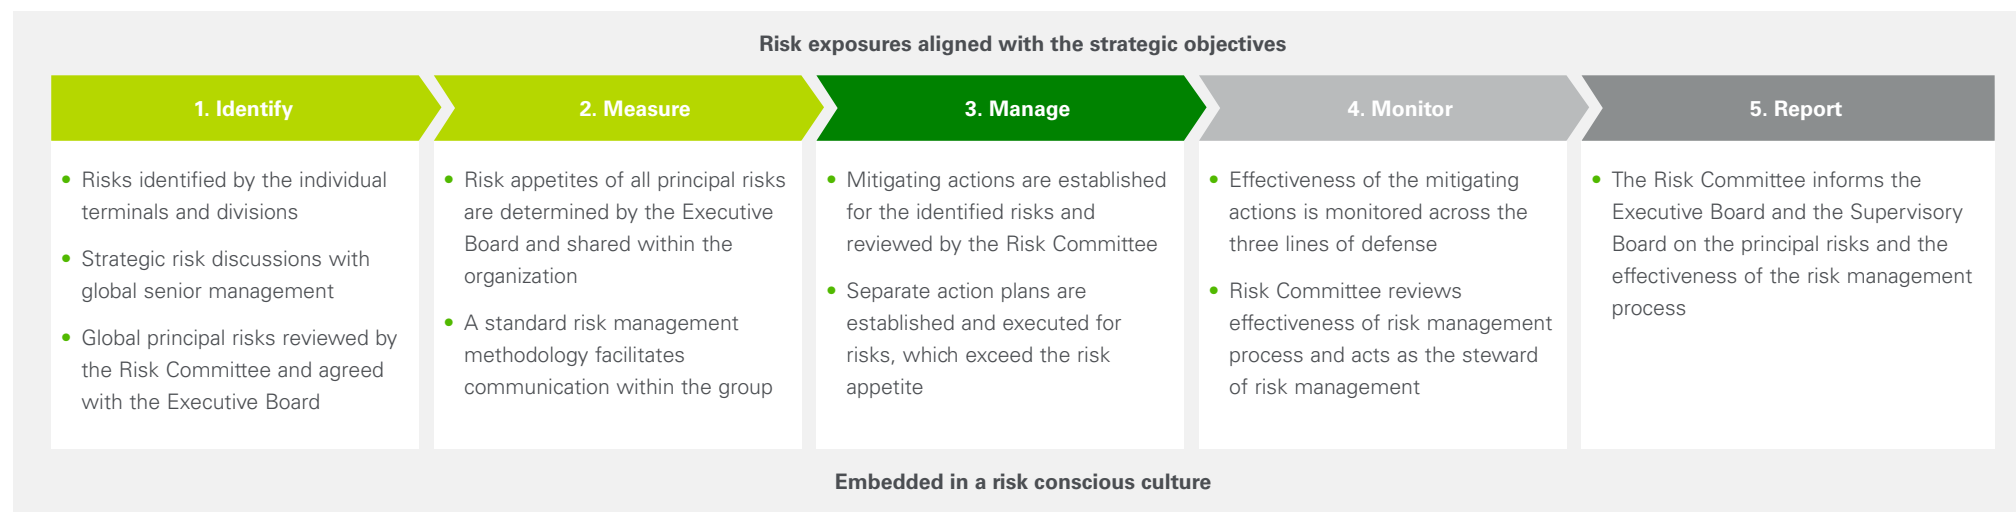 Risk exposures aligned with the strategic objectives
1. Identify
• Risks identified by the individual
terminals and divisions
• Strategic risk discussions with
global senior management
• Global principal risks reviewed by
the Risk Committee and agreed
with the Executive Board
2. Measure
• Risk appetites of all principal risks
are determined by the Executive
Board and shared within the
organization
• A standard risk management
methodology facilitates
communication within the group
3. Manage
• Mitigating actions are established
for the identified risks and
reviewed by the Risk Committee
• Separate action plans are
established and executed for
risks, which exceed the risk
appetite
4. Monitor
• Effectiveness of the mitigating
actions is monitored across the
three lines of defense
• Risk Committee reviews
effectiveness of risk management
process and acts as the steward
of risk management
5. Report
• The Risk Committee informs the
Executive Board and the Supervisory
Board on the principal risks and the
effectiveness of the risk management
process
Embedded in a risk conscious culture